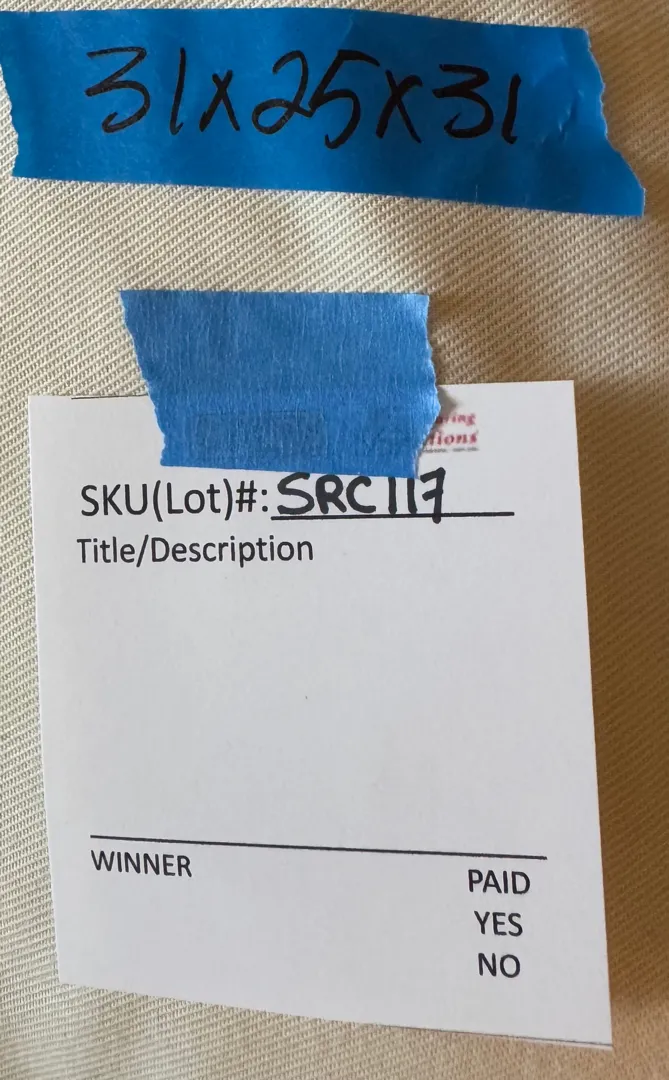 31x25x31
SKU(Lot)#: SRC117
Title/Description
WINNER
PAID
YES
NO